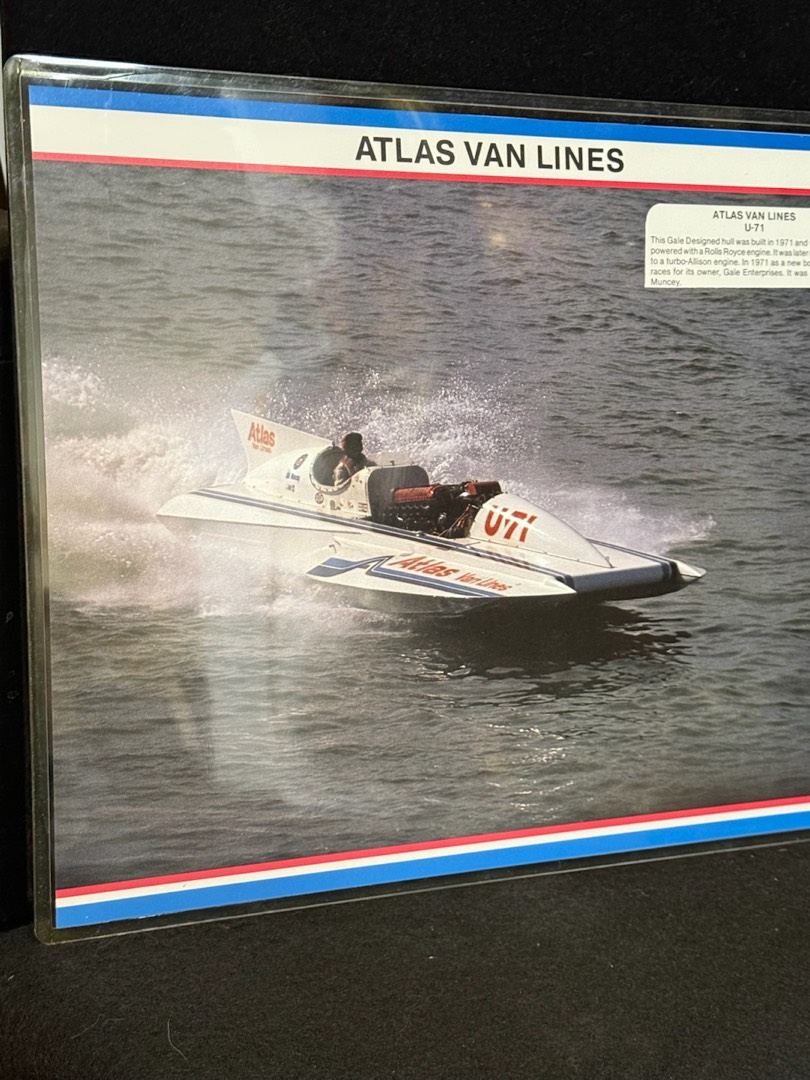 ATLAS VAN LINES
ATLAS VAN LINES
U-71
This Gale Designed hull was built in 1971 and
powered with a Rolls Royce engine. It was later
to a turbo-Allison engine. In 1971 as a new
races for its owner, Gale Enterprises. It was
Muncey.
Atlas
Van Lines
U-71
Atlas Van Lines